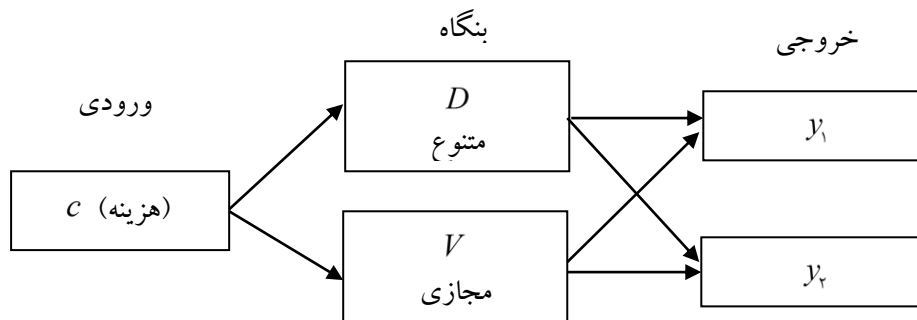 ورودی
c (هزینه)
بنگاه
D
متنوع
V
مجازی
خروجی
y۱
y۲